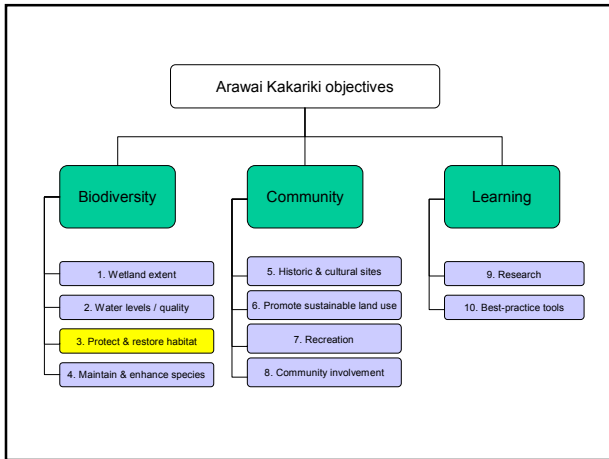 Arawai Kakariki objectives
Biodiversity
1. Wetland extent
2. Water levels / quality
3. Protect & restore habitat
4. Maintain & enhance species
Community
5. Historic & cultural sites
6. Promote sustainable land use
7. Recreation
8. Community involvement
Learning
9. Research
10. Best-practice tools